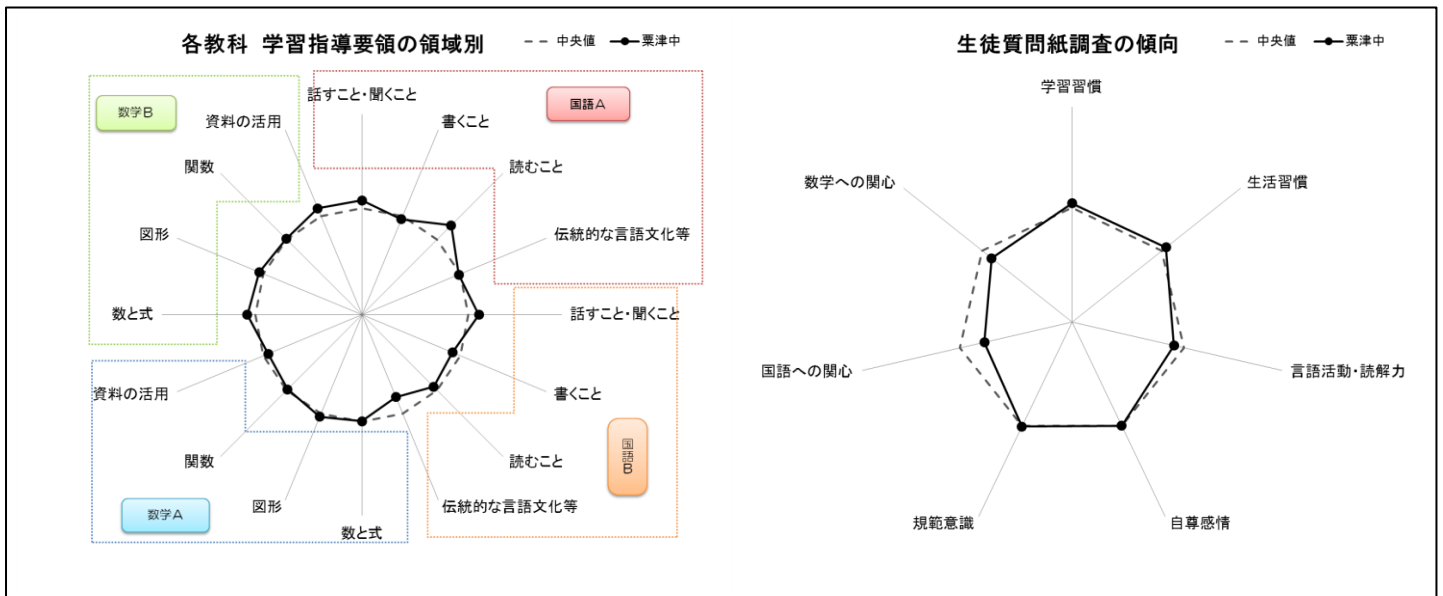 各教科 学習指導要領の領域別
中央値
粟津中
数学B
国語A
話すこと・聞くこと
資料の活用
書くこと
関数
読むこと
図形
伝統的な言語文化等
数と式
話すこと・聞くこと
資料の活用
書くこと
関数
読むこと
国語B
図形
伝統的な言語文化等
数学A
数と式
生徒質問紙調査の傾向
中央値
粟津中
学習習慣
数学への関心
生活習慣
国語への関心
言語活動・読解力
規範意識
自尊感情